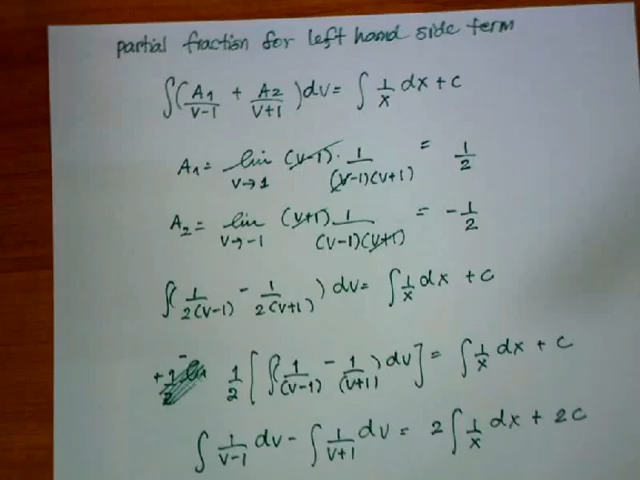 partial fraction for left hand side term
∫(A1/(v-1) + A2/(v+1))dv = ∫ 1/x dx + c
A1 = lim v→1 (v-1) · 1/((v-1)(v+1)) = 1/2
A2 = lim v→-1 (v+1) 1/((v-1)(v+1)) = -1/2
∫(1/(2(v-1)) - 1/(2(v+1))) dv = ∫ 1/x dx + c
1/2 [∫(1/(v-1) - 1/(v+1)) dv] = ∫ 1/x dx + c
∫ 1/(v-1) dv - ∫ 1/(v+1) dv = 2 ∫ 1/x dx + 2c